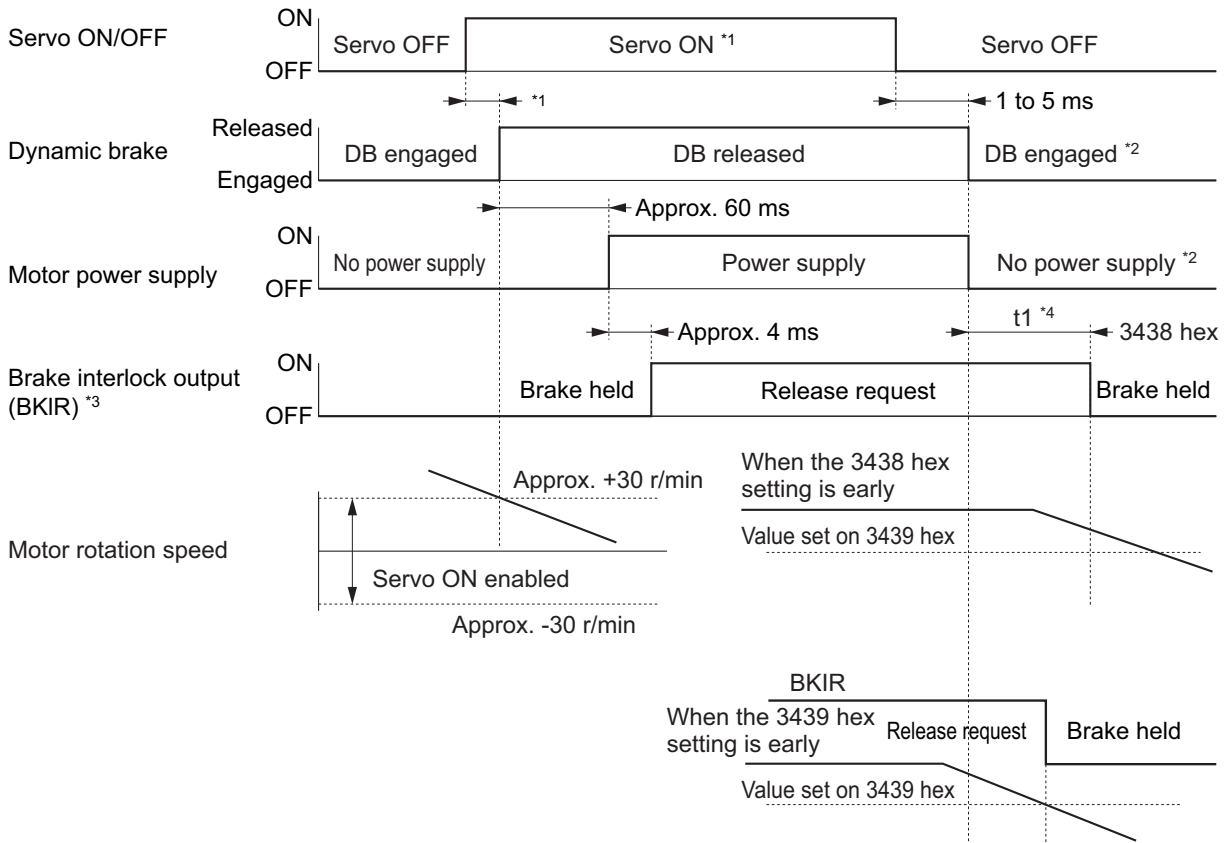 Servo ON/OFF
ON
OFF
Servo OFF
Servo ON *1
Servo OFF
*1
1 to 5 ms
Dynamic brake
Released
Engaged
DB engaged
DB released
DB engaged *2
Approx. 60 ms
Motor power supply
ON
OFF
No power supply
Power supply
No power supply *2
Approx. 4 ms
t1 *4
3438 hex
Brake interlock output
(BKIR) *3
ON
OFF
Brake held
Release request
Brake held
Motor rotation speed
Approx. +30 r/min
Servo ON enabled
Approx. -30 r/min
When the 3438 hex
setting is early
Value set on 3439 hex
BKIR
When the 3439 hex
setting is early
Release request
Brake held
Value set on 3439 hex